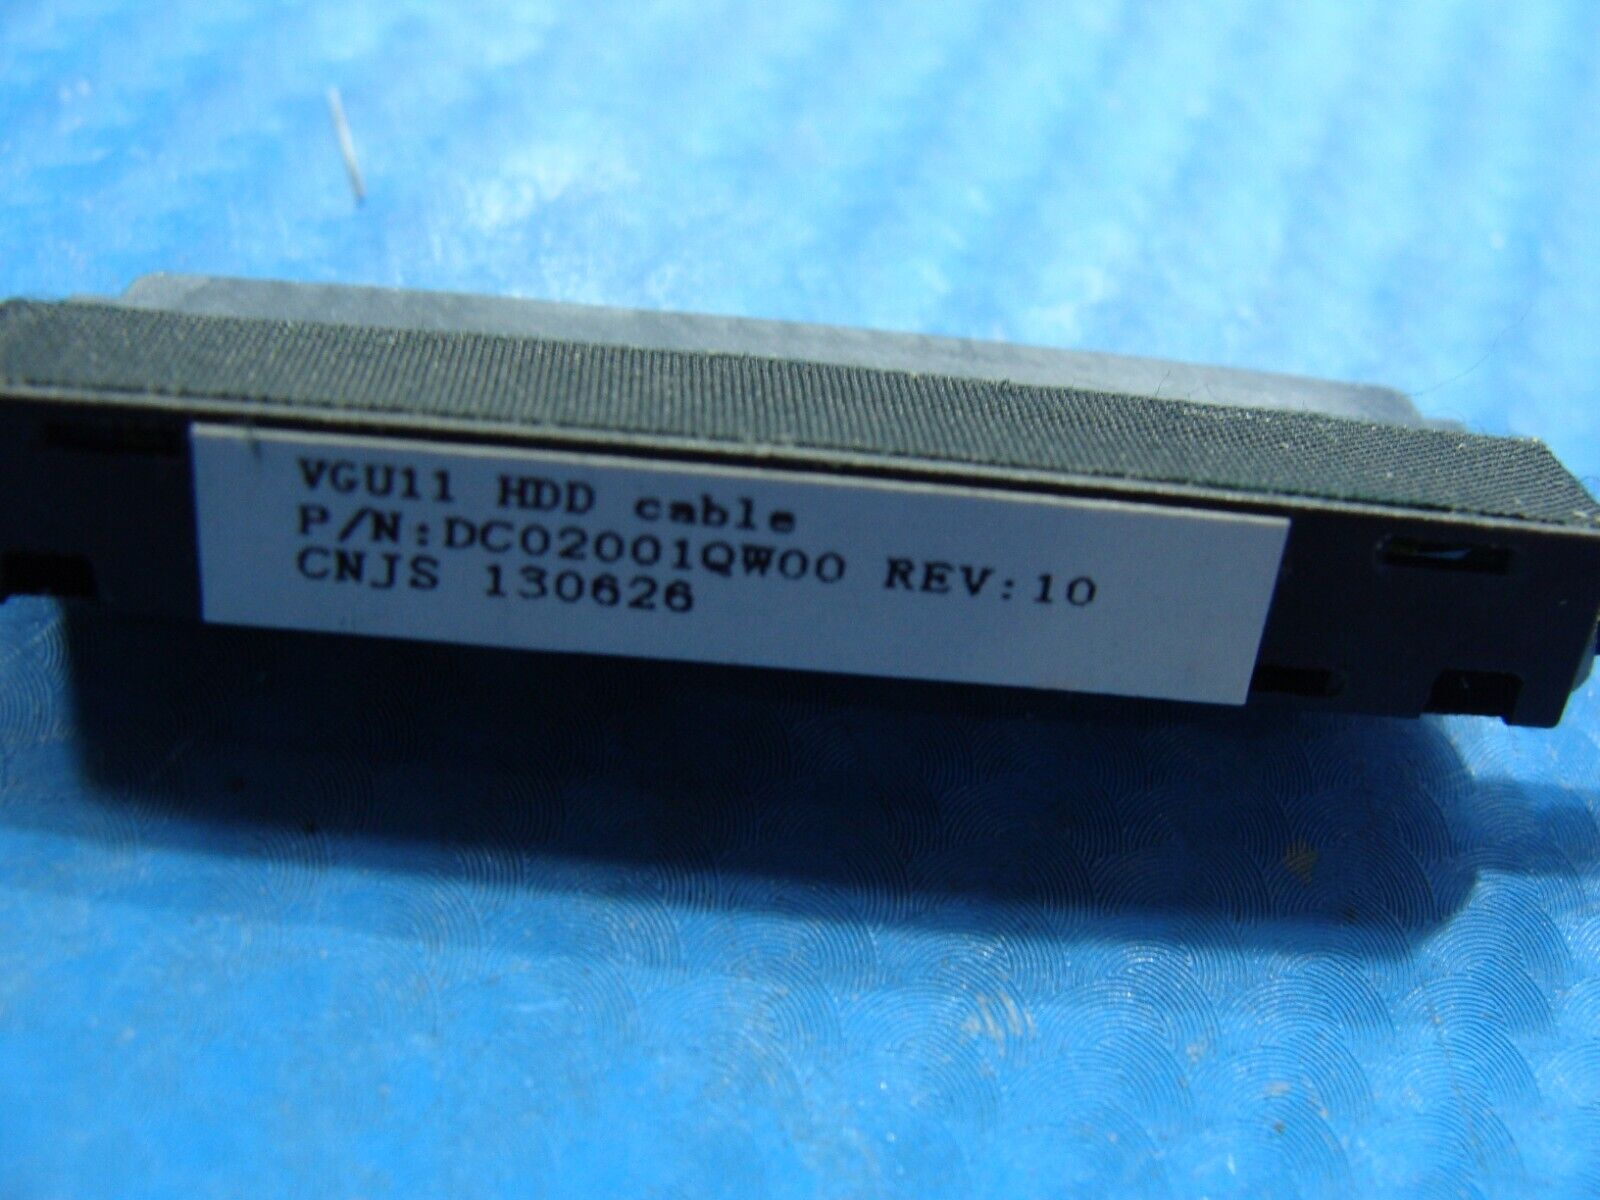 VGU11 HDD cable
P/N:DC02001QW00 REV:10
CNJS 130626